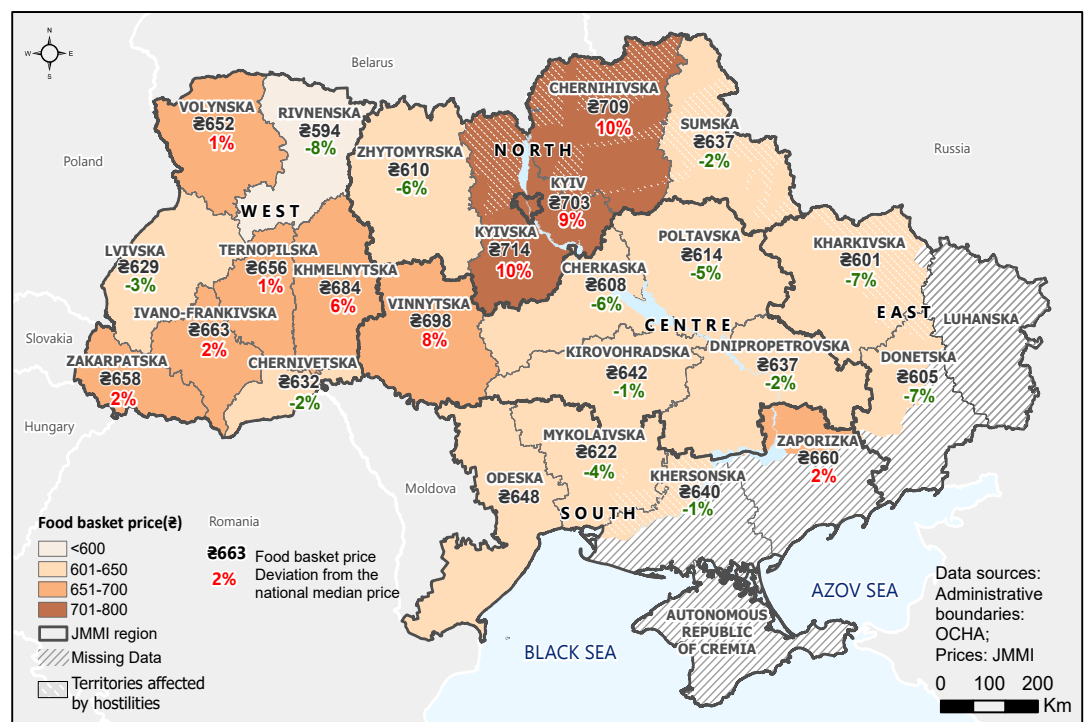 N
W
E
S
Belarus
Poland
Russia
Slovakia
Hungary
Romania
Moldova
VOLYNSKA
₴652
1%
RIVNENSKA
₴594
-8%
ZHYTOMYRSKA
₴610
-6%
NORTH
CHERNIHIVSKA
₴709
10%
SUMSKA
₴637
-2%
KYIV
₴703
9%
KYIVSKA
₴714
10%
WEST
LVIVSKA
₴629
-3%
TERNOPILSKA
₴656
1%
KHMELNYTSKA
₴684
6%
VINNYTSKA
₴698
8%
IVANO-FRANKIVSKA
₴663
2%
ZAKARPATSKA
₴658
2%
CHERNIVETSKA
₴632
-2%
CHERKASKA
₴608
-6%
POLTAVSKA
₴614
-5%
KHARKIVSKA
₴601
-7%
EAST
LUHANSKA
CENTRE
KIROVOHRADSKA
₴642
-1%
DNIPROPETROVSKA
₴637
-2%
DONETSKA
₴605
-7%
ZAPORIZKA
₴660
2%
MYKOLAIVSKA
₴622
-4%
ODESKA
₴648
KHERSONSKA
₴640
-1%
SOUTH
AUTONOMOUS
REPUBLIC
OF CREMIA
BLACK SEA
AZOV SEA
Food basket price(₴)
<600
601-650
651-700
701-800
JMMI region
Missing Data
Territories affected
by hostilities
₴663 Food basket price
2% Deviation from the
national median price
Data sources:
Administrative
boundaries:
OCHA;
Prices: JMMI
0 100 200
Km